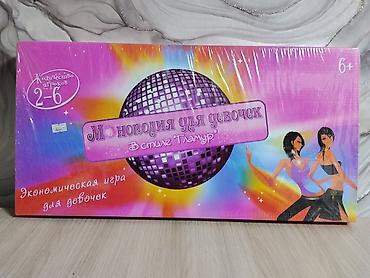 Количество
игроков
2-6
6+
Монополия для девочек
В стиле "Гламур"
Экономическая игра
для девочек